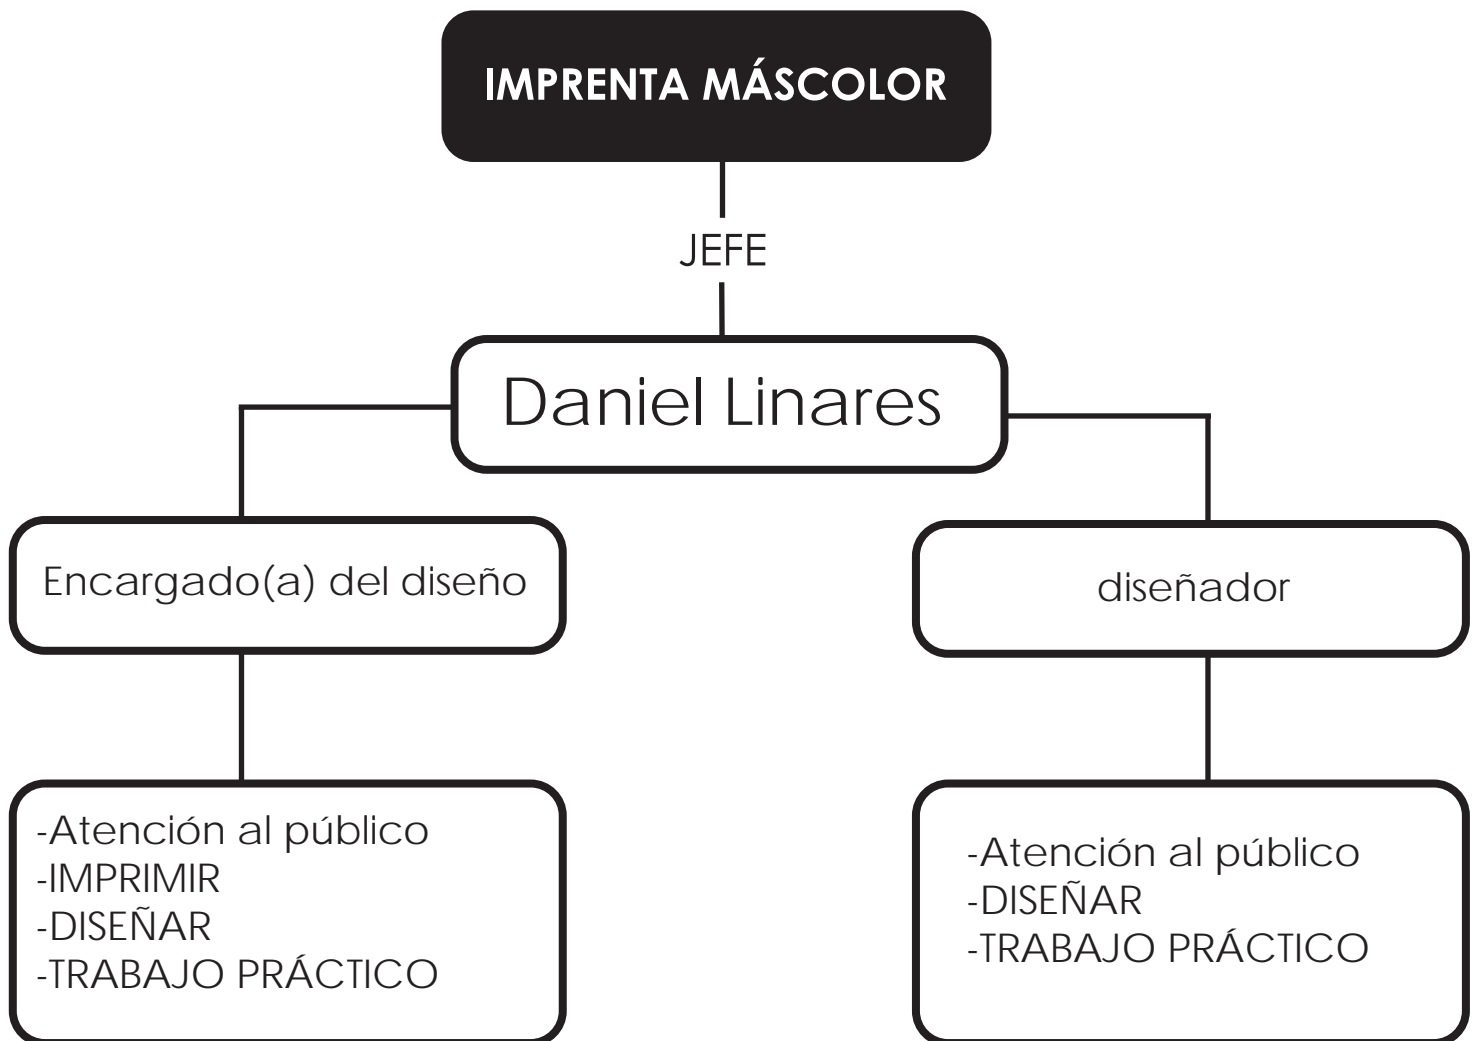 IMPRENTA MÁSCOLOR
JEFE
Daniel Linares
Encargado(a) del diseño
diseñador
-Atención al público
-IMPRIMIR
-DISEÑAR
-TRABAJO PRÁCTICO
-Atención al público
-DISEÑAR
-TRABAJO PRÁCTICO